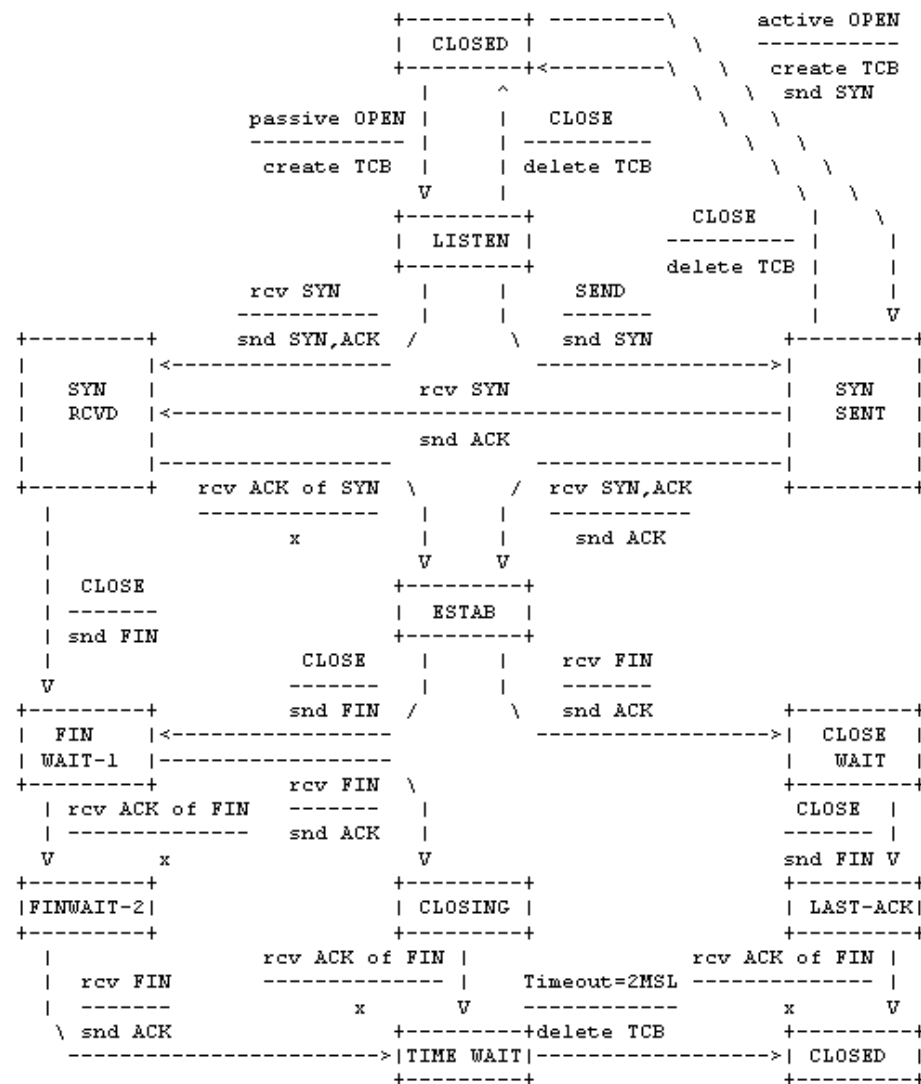 +---------+ ---------\ active OPEN
| CLOSED | \ -----------
+---------+<---------\ \ create TCB
| ^ \ \ snd SYN
passive OPEN | | CLOSE \ \
------------ | | ---------- \ \
create TCB | | delete TCB \ \
V | \ \
+---------+ CLOSE | \
| LISTEN | ---------- | |
+---------+ delete TCB | |
rcv SYN | | SEND | |
----------- | | ------- | V
+---------+ snd SYN,ACK / \ snd SYN +---------+
| |<----------------- ------------------>| |
| SYN | rcv SYN | SYN |
| RCVD |<-----------------------------------------------| SENT |
| | snd ACK | |
| |------------------ -------------------| |
+---------+ rcv ACK of SYN \ / rcv SYN,ACK +---------+
| -------------- | | -----------
| x | | snd ACK
| V V
| CLOSE +---------+
| ------- | ESTAB |
| snd FIN +---------+
| CLOSE | | rcv FIN
V ------- | | -------
+---------+ snd FIN / \ snd ACK +---------+
| FIN |<----------------- ------------------>| CLOSE |
| WAIT-1 |------------------ | WAIT |
+---------+ rcv FIN \ +---------+
| rcv ACK of FIN ------- | CLOSE |
| -------------- snd ACK | ------- |
V x V snd FIN V
+---------+ +---------+ +---------+
|FINWAIT-2| | CLOSING | | LAST-ACK|
+---------+ +---------+ +---------+
| rcv ACK of FIN | rcv ACK of FIN |
| rcv FIN -------------- | Timeout=2MSL -------------- |
| ------- x V ------------ x V
\ snd ACK +---------+delete TCB +---------+
------------------------>|TIME WAIT|------------------>| CLOSED |
+---------+ +---------+